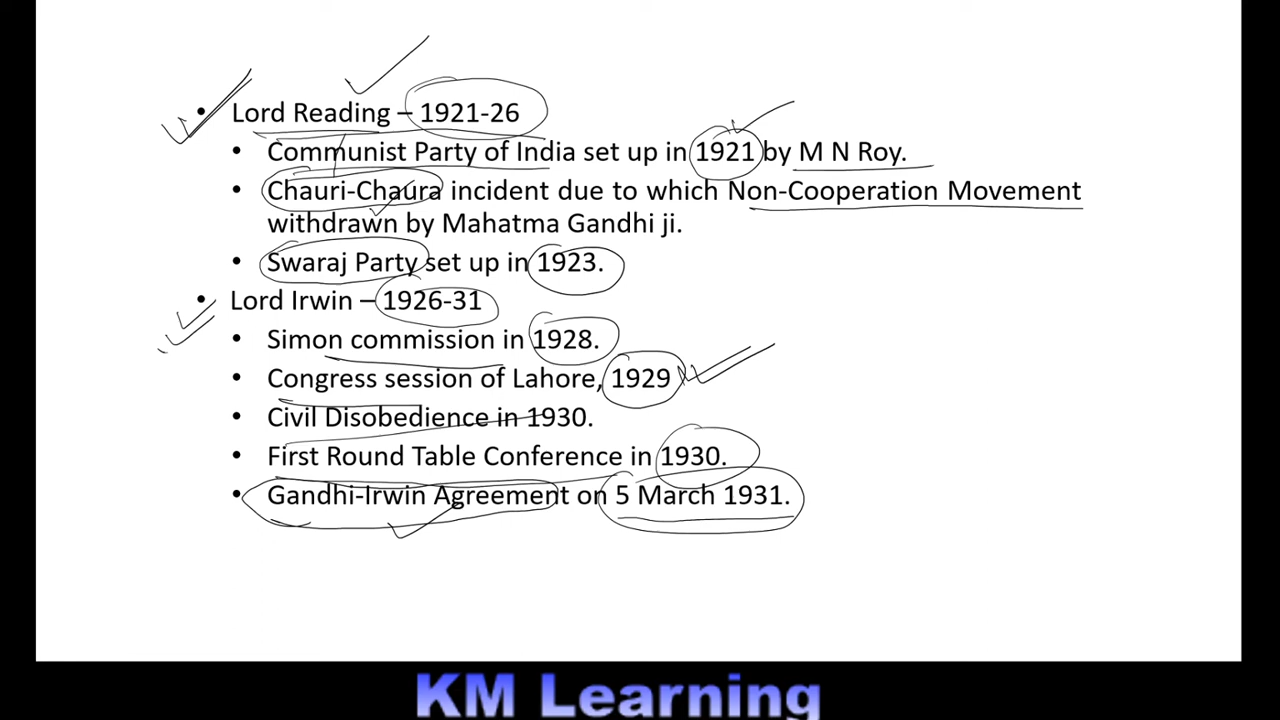 • Lord Reading – 1921-26
• Communist Party of India set up in 1921 by M N Roy.
• Chauri-Chaura incident due to which Non-Cooperation Movement
withdrawn by Mahatma Gandhi ji.
• Swaraj Party set up in 1923.
• Lord Irwin – 1926-31
• Simon commission in 1928.
• Congress session of Lahore, 1929
• Civil Disobedience in 1930.
• First Round Table Conference in 1930.
• Gandhi-Irwin Agreement on 5 March 1931.
KM Learning